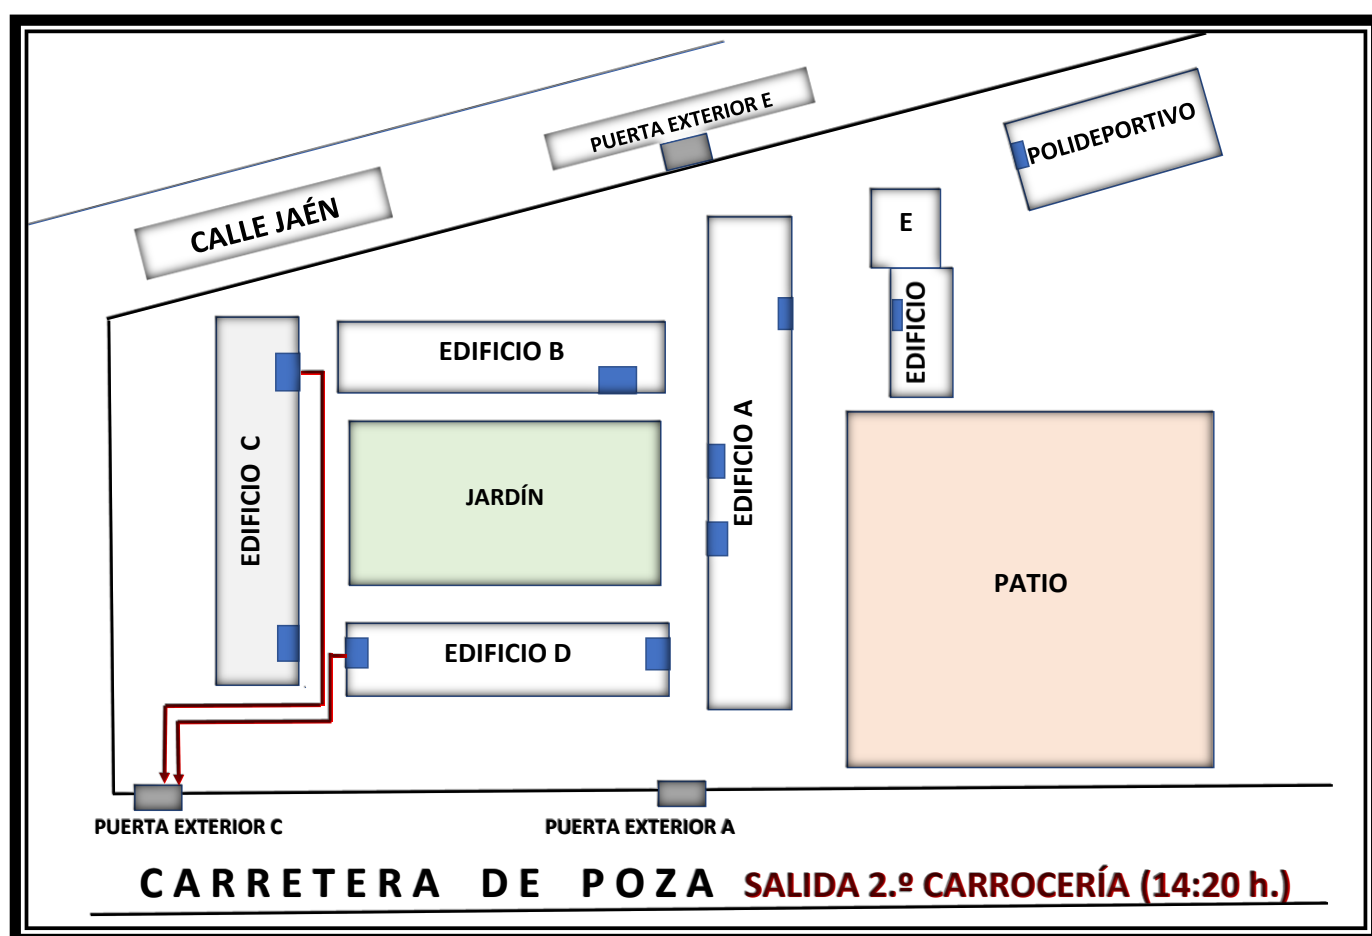 PUERTA EXTERIOR E
POLIDEPORTIVO
CALLE JAÉN
E
EDIFICIO
EDIFICIO B
EDIFICIO A
EDIFICIO C
JARDÍN
PATIO
EDIFICIO D
PUERTA EXTERIOR C
PUERTA EXTERIOR A
CARRETERA DE POZA SALIDA 2.º CARROCERÍA (14:20 h.)